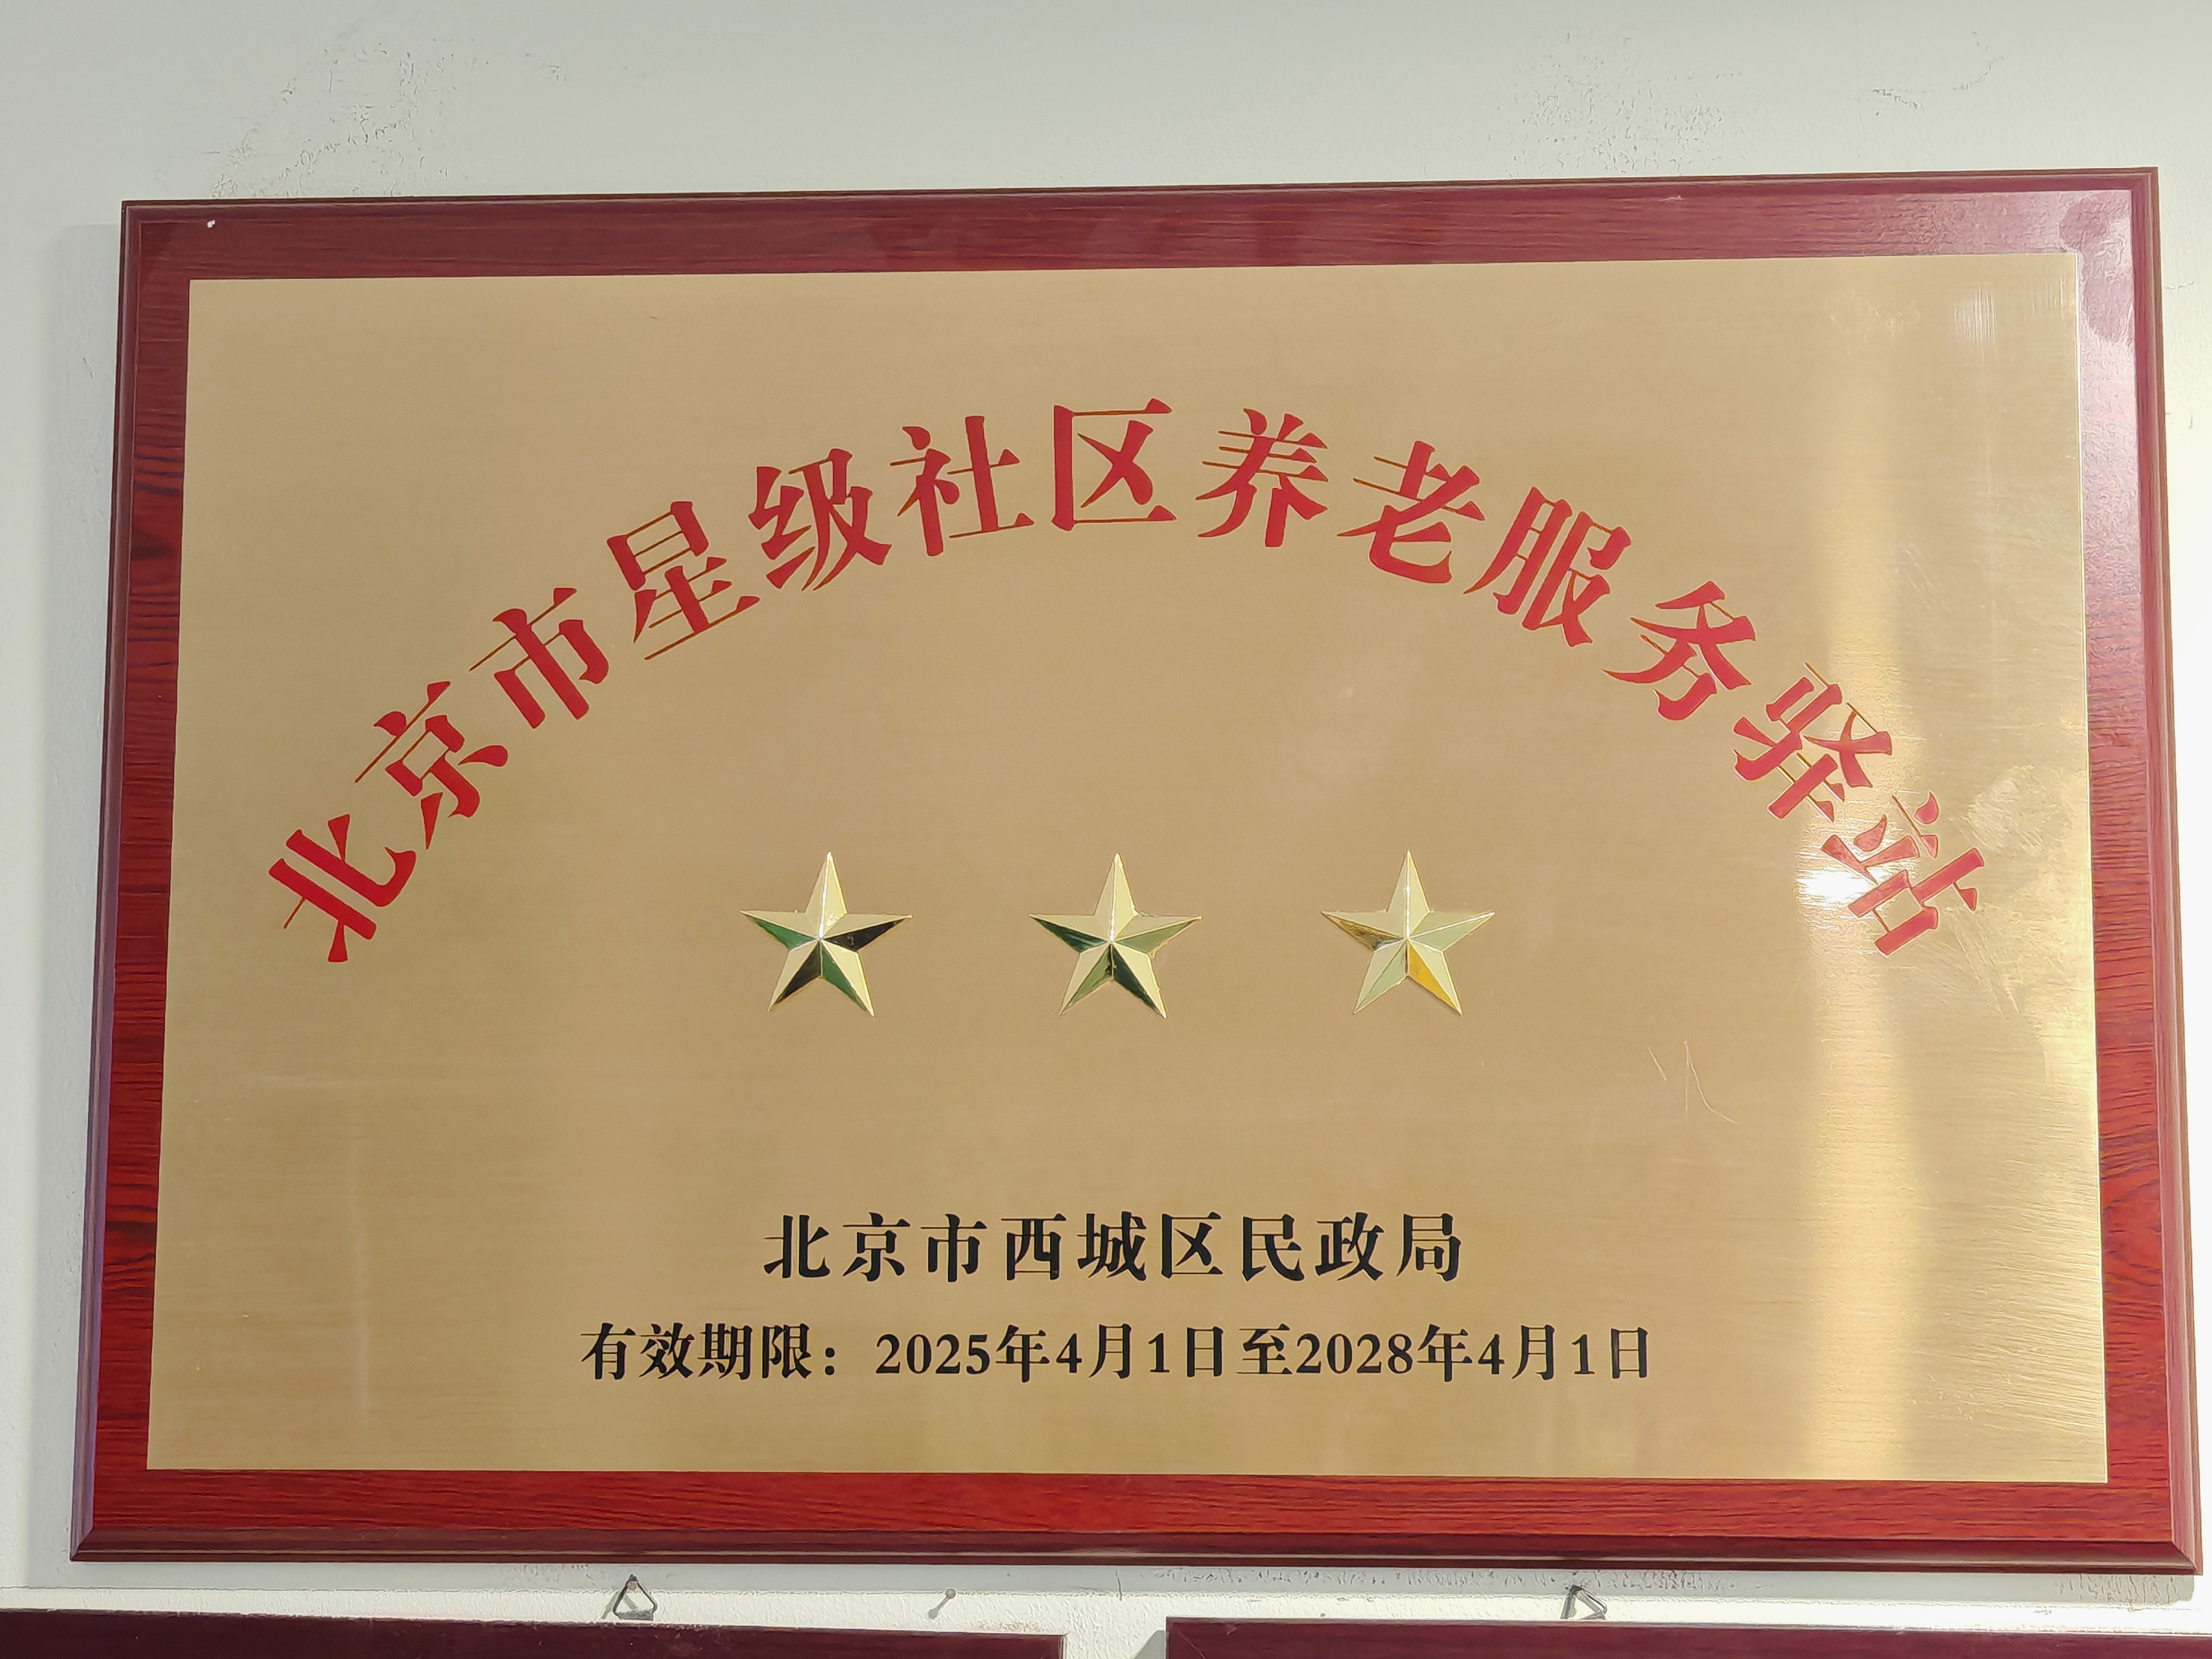 北京市星级社区养老服务驿站
北京市西城区民政局
有效期限：2025年4月1日至2028年4月1日